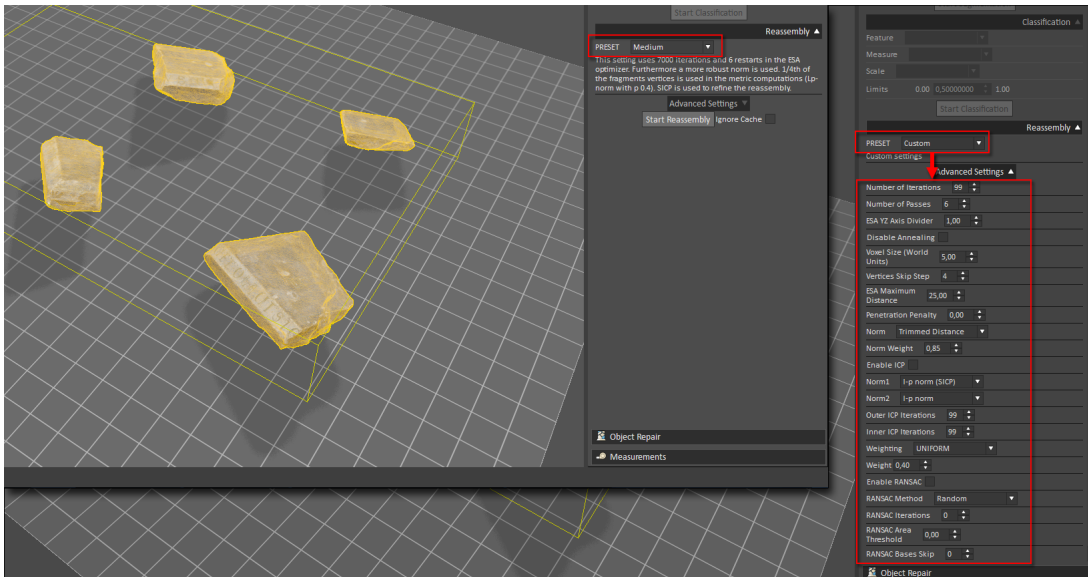 Start Classification
Reassembly
PRESET Medium
This setting uses 7000 iterations and 6 restarts in the ESA
optimizer. Furthermore a more robust norm is used. 1/4th of
the fragments vertices is used in the metric computations (Lp-
norm with p 0.4). SICP is used to refine the reassembly.
Advanced Settings
Start Reassembly Ignore Cache
Object Repair
Measurements
Classification
Feature
Measure
Scale
Limits 0.00 0,50000000 1.00
Start Classification
Reassembly
PRESET Custom
Custom Settings
Advanced Settings
Number of Iterations 99
Number of Passes 6
ESA YZ Axis Divider 1,00
Disable Annealing
Voxel Size (World
Units) 5,00
Vertices Skip Step 4
ESA Maximum
Distance 25,00
Penetration Penalty 0,00
Norm Trimmed Distance
Norm Weight 0,85
Enable ICP
Norm1 l-p norm (SICP)
Norm2 l-p norm
Outer ICP Iterations 99
Inner ICP Iterations 99
Weighting UNIFORM
Weight 0,40
Enable RANSAC
RANSAC Method Random
RANSAC Iterations 0
RANSAC Area
Threshold 0,00
RANSAC Bases Skip 0
Object Repair